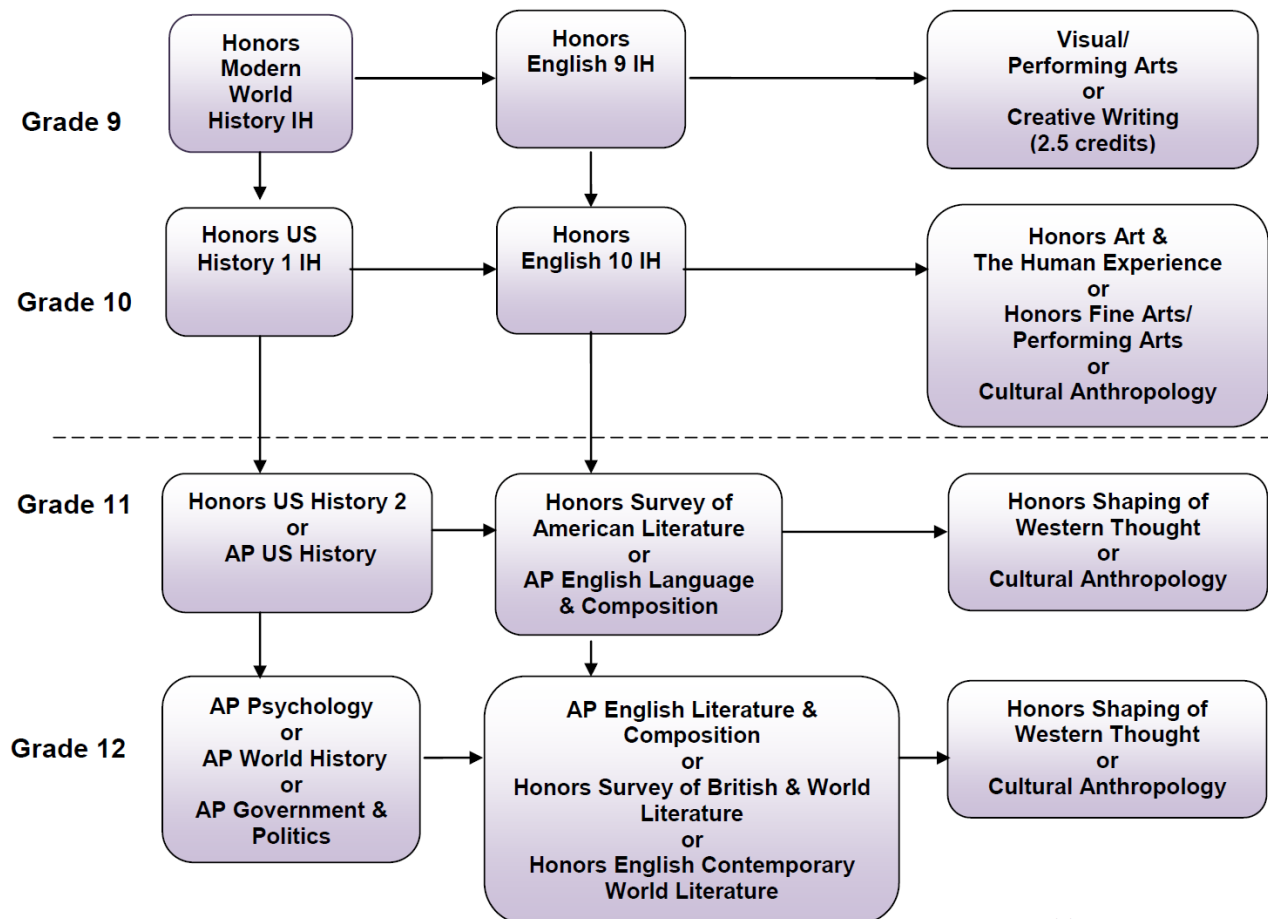 Grade 9
Honors
Modern
World
History IH
Honors
English 9 IH
Visual/
Performing Arts
or
Creative Writing
(2.5 credits)
Grade 10
Honors US
History 1 IH
Honors
English 10 IH
Honors Art &
The Human Experience
or
Honors Fine Arts/
Performing Arts
or
Cultural Anthropology
Grade 11
Honors US History 2
or
AP US History
Honors Survey of
American Literature
or
AP English Language
& Composition
Honors Shaping of
Western Thought
or
Cultural Anthropology
Grade 12
AP Psychology
or
AP World History
or
AP Government &
Politics
AP English Literature &
Composition
or
Honors Survey of British & World
Literature
or
Honors English Contemporary
World Literature
Honors Shaping of
Western Thought
or
Cultural Anthropology